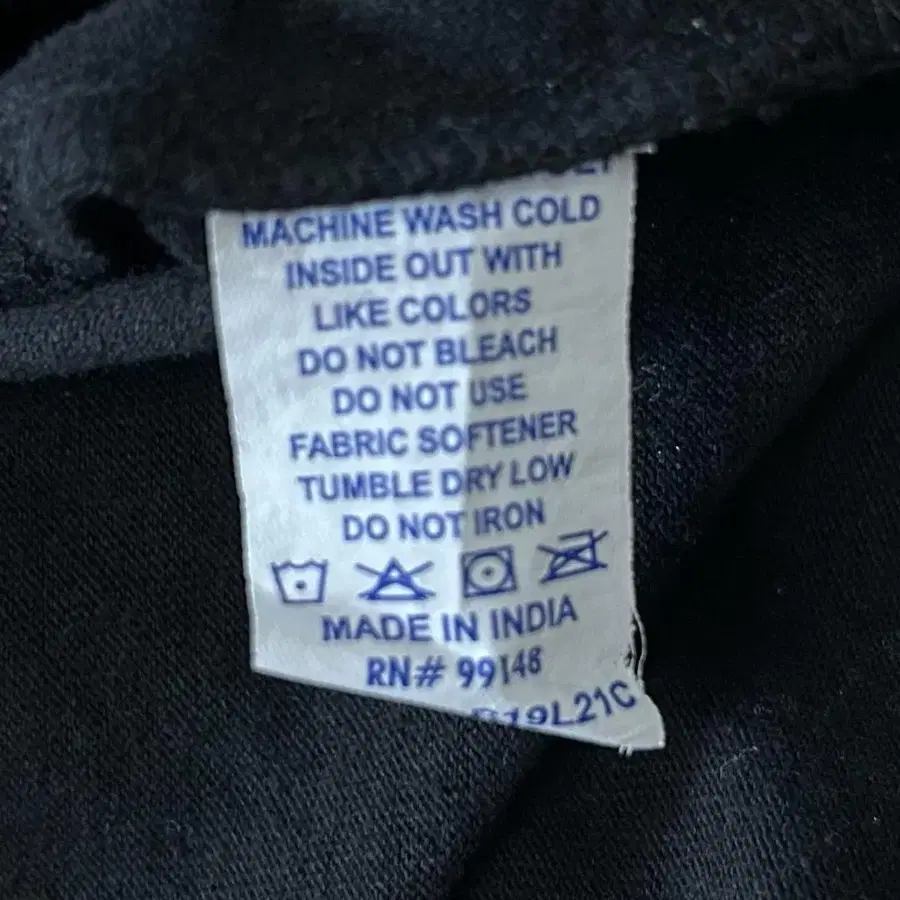 MACHINE WASH COLD
INSIDE OUT WITH
LIKE COLORS
DO NOT BLEACH
DO NOT USE
FABRIC SOFTENER
TUMBLE DRY LOW
DO NOT IRON
MADE IN INDIA
RN# 99148